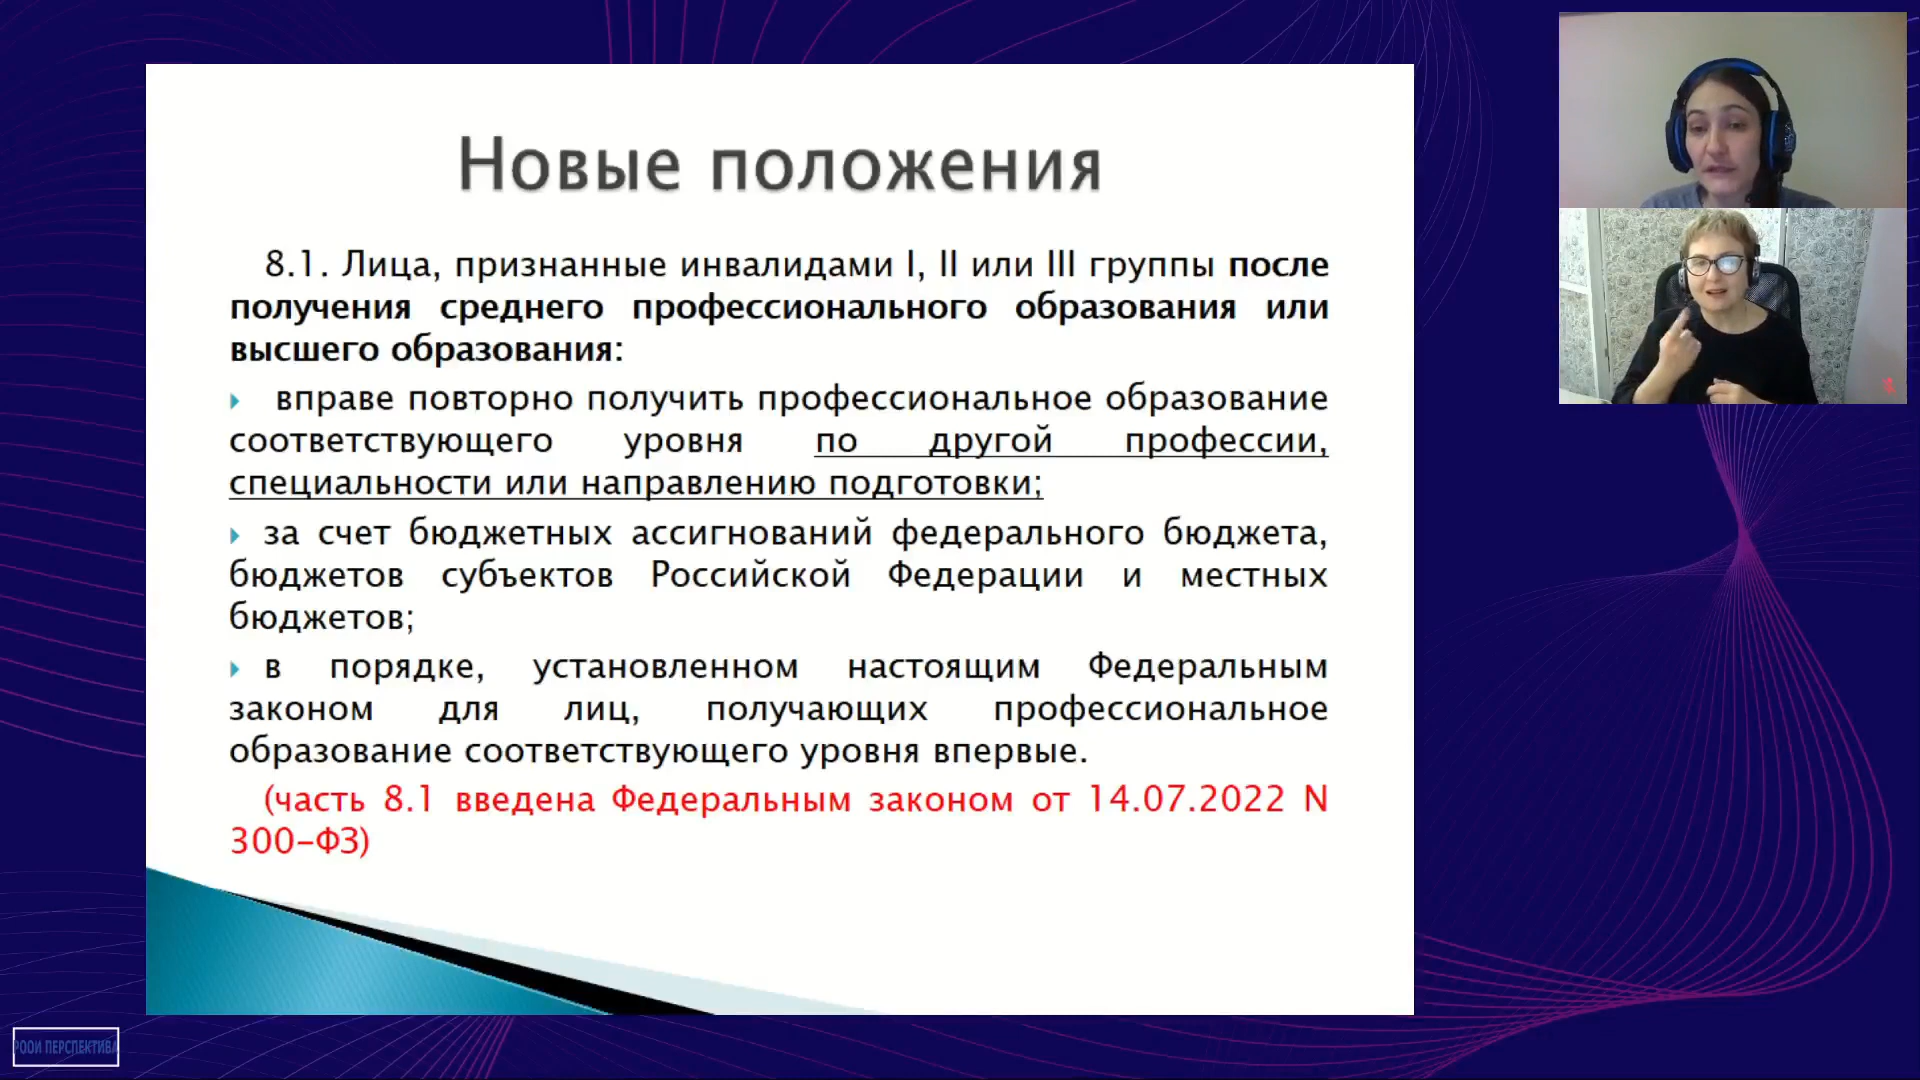 Новые положения
8.1. Лица, признанные инвалидами I, II или III группы после
получения среднего профессионального образования или
высшего образования:
вправе повторно получить профессиональное образование
соответствующего уровня по другой профессии,
специальности или направлению подготовки;
за счет бюджетных ассигнований федерального бюджета,
бюджетов субъектов Российской Федерации и местных
бюджетов;
в порядке, установленном настоящим Федеральным
законом для лиц, получающих профессиональное
образование соответствующего уровня впервые.
(часть 8.1 введена Федеральным законом от 14.07.2022 N
300-ФЗ)
РООИ ПЕРСПЕКТИВА